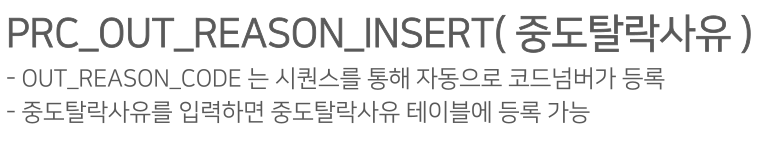 PRC_OUT_REASON_INSERT( 중도탈락사유 )
- OUT_REASON_CODE 는 시퀀스를 통해 자동으로 코드넘버가 등록
- 중도탈락사유를 입력하면 중도탈락사유 테이블에 등록 가능